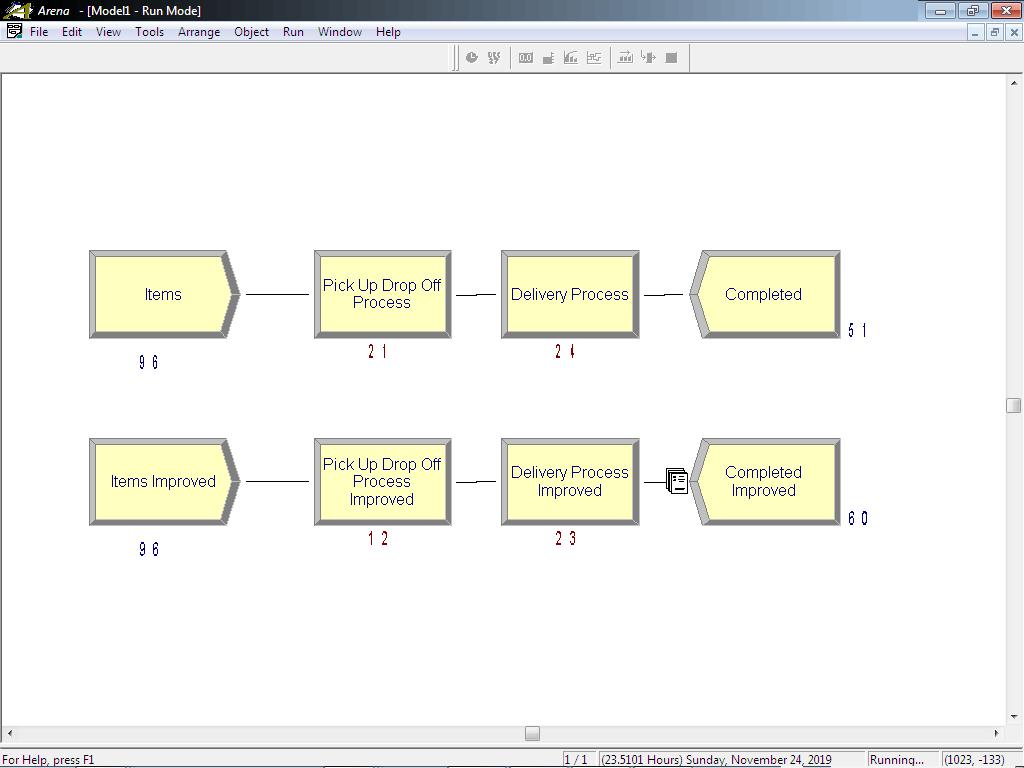 Arena - [Model1 - Run Mode]
File Edit View Tools Arrange Object Run Window Help
Items
Pick Up Drop Off
Process
Delivery Process
Completed
96
21
24
51
Items Improved
Pick Up Drop Off
Process
Improved
Delivery Process
Improved
Completed
Improved
96
12
23
60
For Help, press F1
1 / 1
(23.5101 Hours) Sunday, November 24, 2019
Running...
(1023, -133)